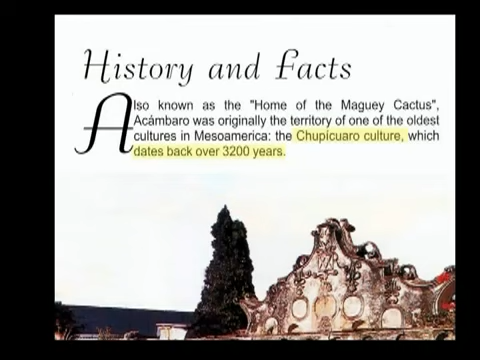 History and Facts
Also known as the "Home of the Maguey Cactus",
Acámbaro was originally the territory of one of the oldest
cultures in Mesoamerica: the Chupícuaro culture, which
dates back over 3200 years.